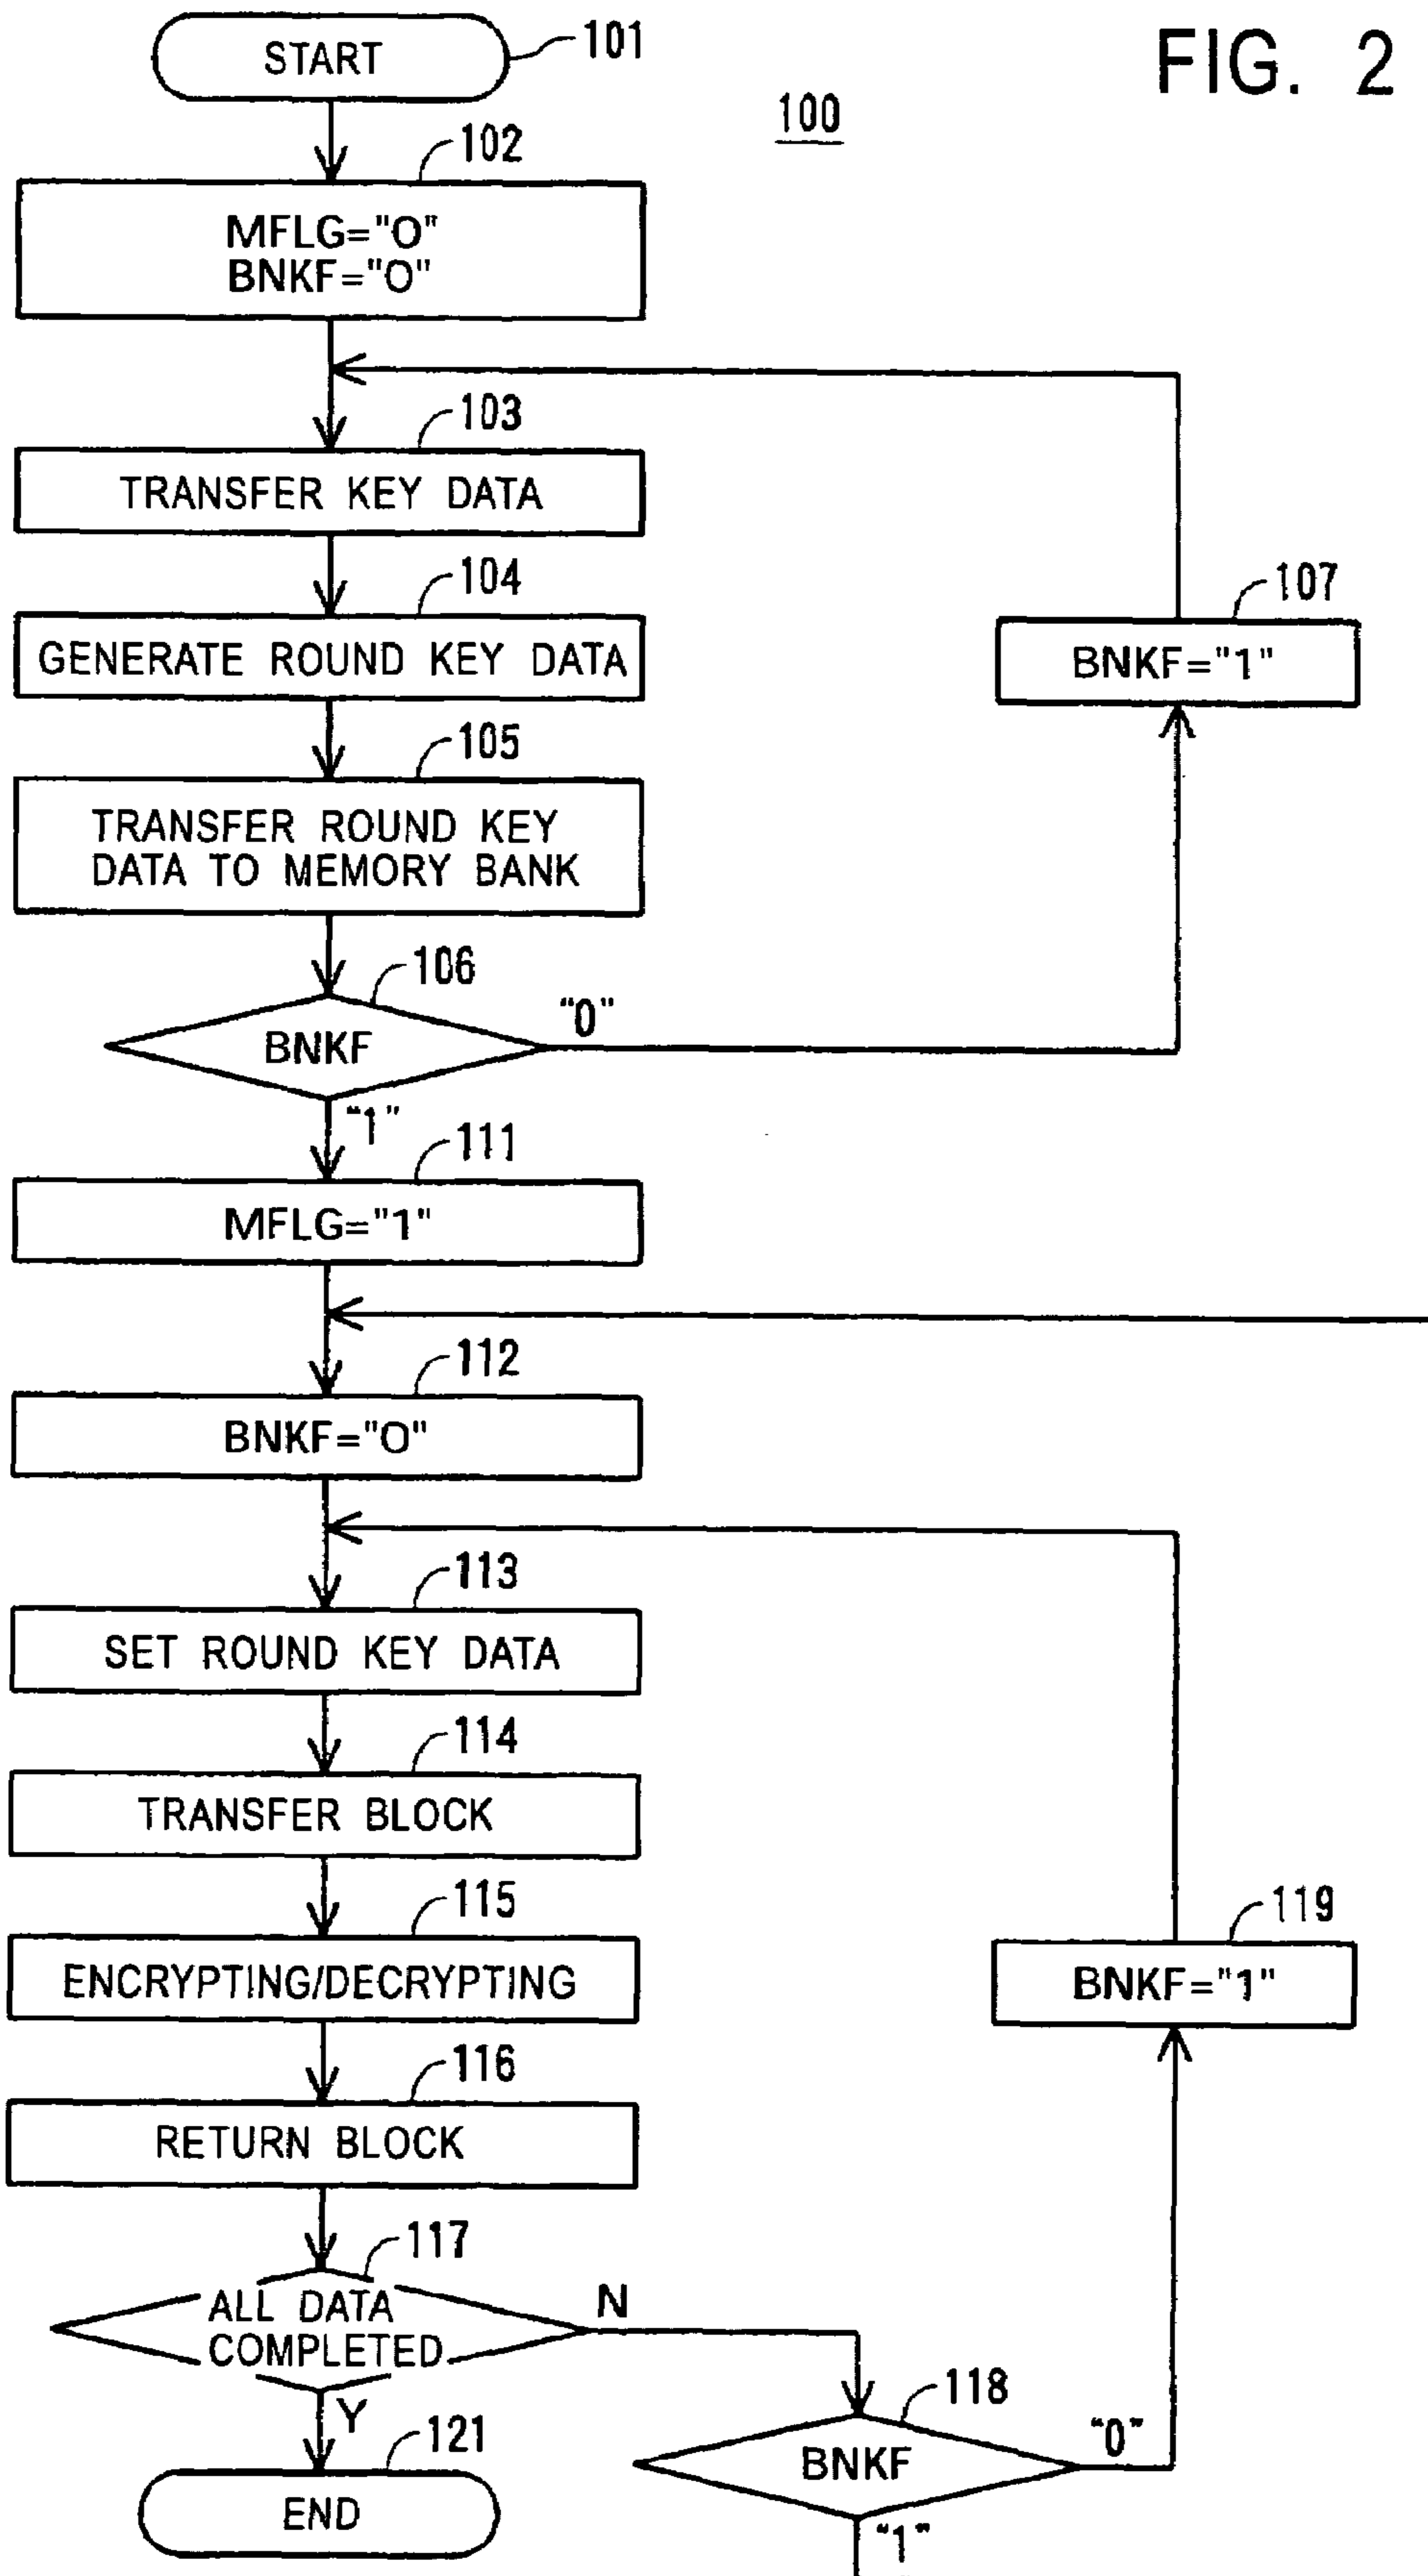 FIG. 2
100
START
101
102
MFLG="0"
BNKF="0"
103
TRANSFER KEY DATA
104
GENERATE ROUND KEY DATA
107
BNKF="1"
105
TRANSFER ROUND KEY
DATA TO MEMORY BANK
106
BNKF
"0"
"1"
111
MFLG="1"
112
BNKF="0"
113
SET ROUND KEY DATA
114
TRANSFER BLOCK
115
ENCRYPTING/DECRYPTING
119
BNKF="1"
116
RETURN BLOCK
117
ALL DATA
COMPLETED
N
Y
118
BNKF
"0"
"1"
121
END